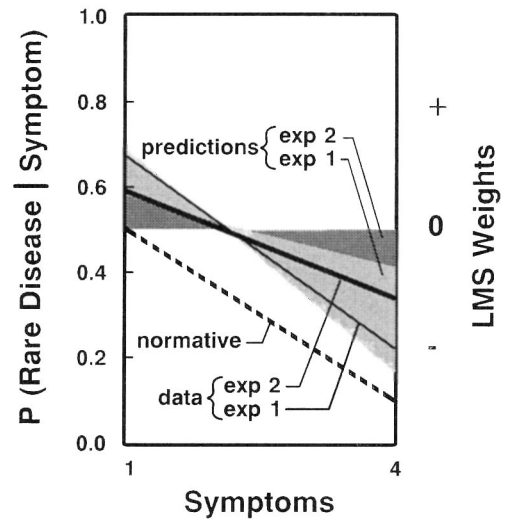 1.0
0.8
0.6
0.4
0.2
0.0
P (Rare Disease | Symptom)
predictions { exp 2
exp 1
normative
data { exp 2
exp 1
+
0
-
LMS Weights
1
4
Symptoms